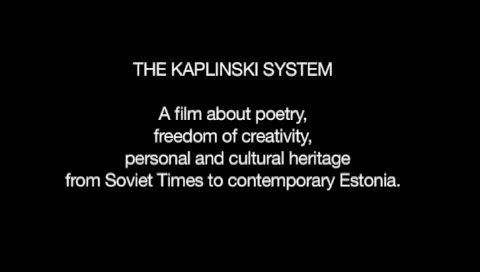 THE KAPLINSKI SYSTEM
A film about poetry,
freedom of creativity,
personal and cultural heritage
from Soviet Times to contemporary Estonia.